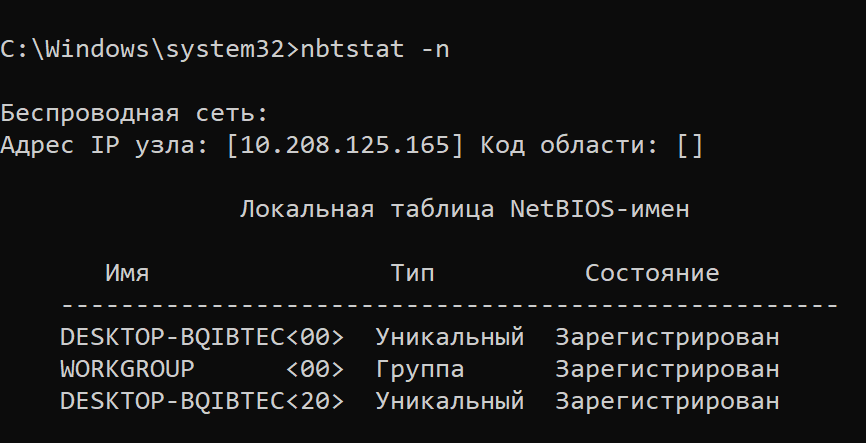 C:\Windows\system32>nbtstat -n
Беспроводная сеть:
Адрес IP узла: [10.208.125.165] Код области: []
Локальная таблица NetBIOS-имен
Имя Тип Состояние
----------------------------------------------------
DESKTOP-BQIBTEC<00> Уникальный Зарегистрирован
WORKGROUP <00> Группа Зарегистрирован
DESKTOP-BQIBTEC<20> Уникальный Зарегистрирован